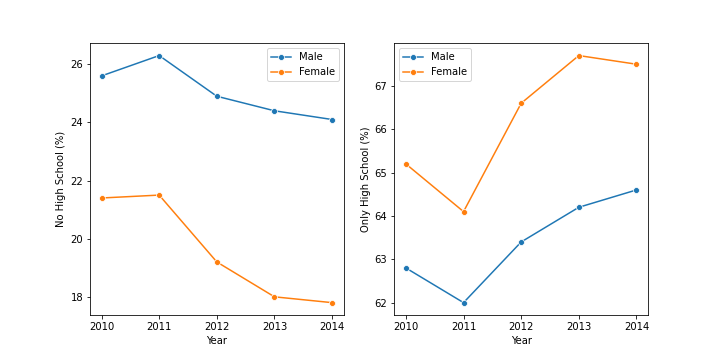 Male
Female
26
24
22
20
18
No High School (%)
2010 2011 2012 2013 2014
Year
Male
Female
67
66
65
64
63
62
Only High School (%)
2010 2011 2012 2013 2014
Year